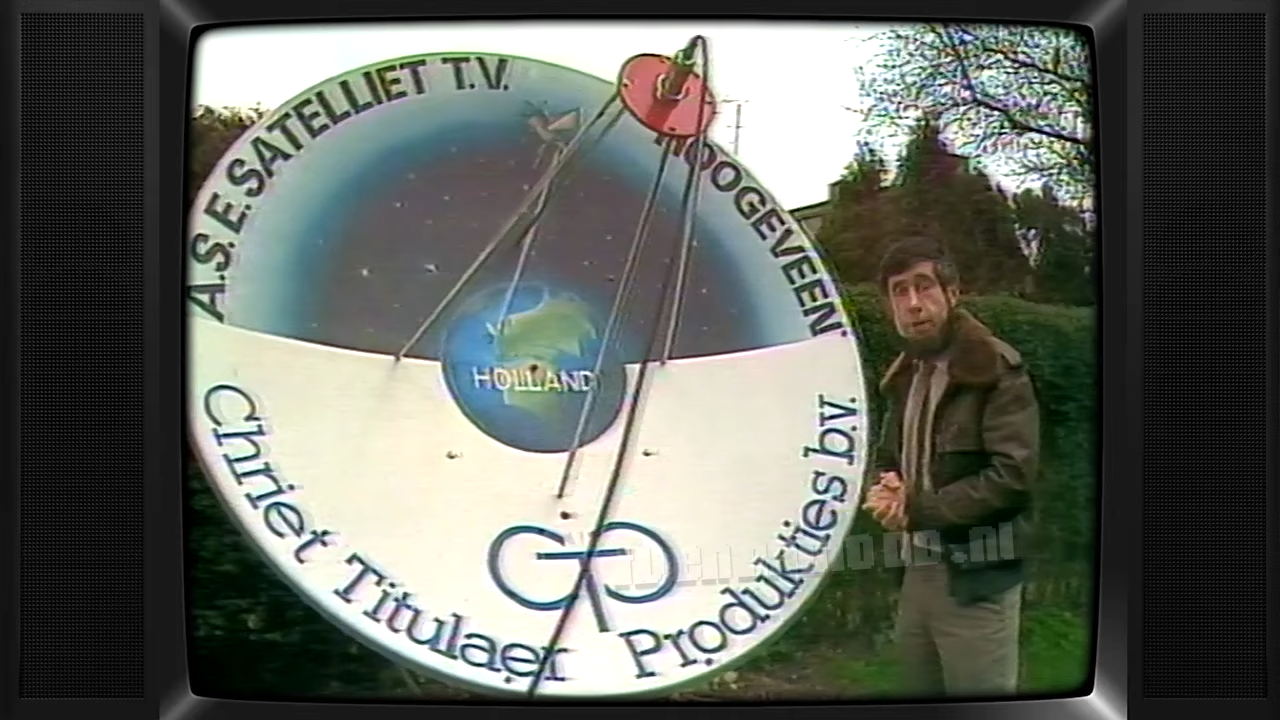 A.S.E. SATELLIET T.V.
HOOGEVEEN.
HOLLAND
Chriet Titulaer Produkties b.v.